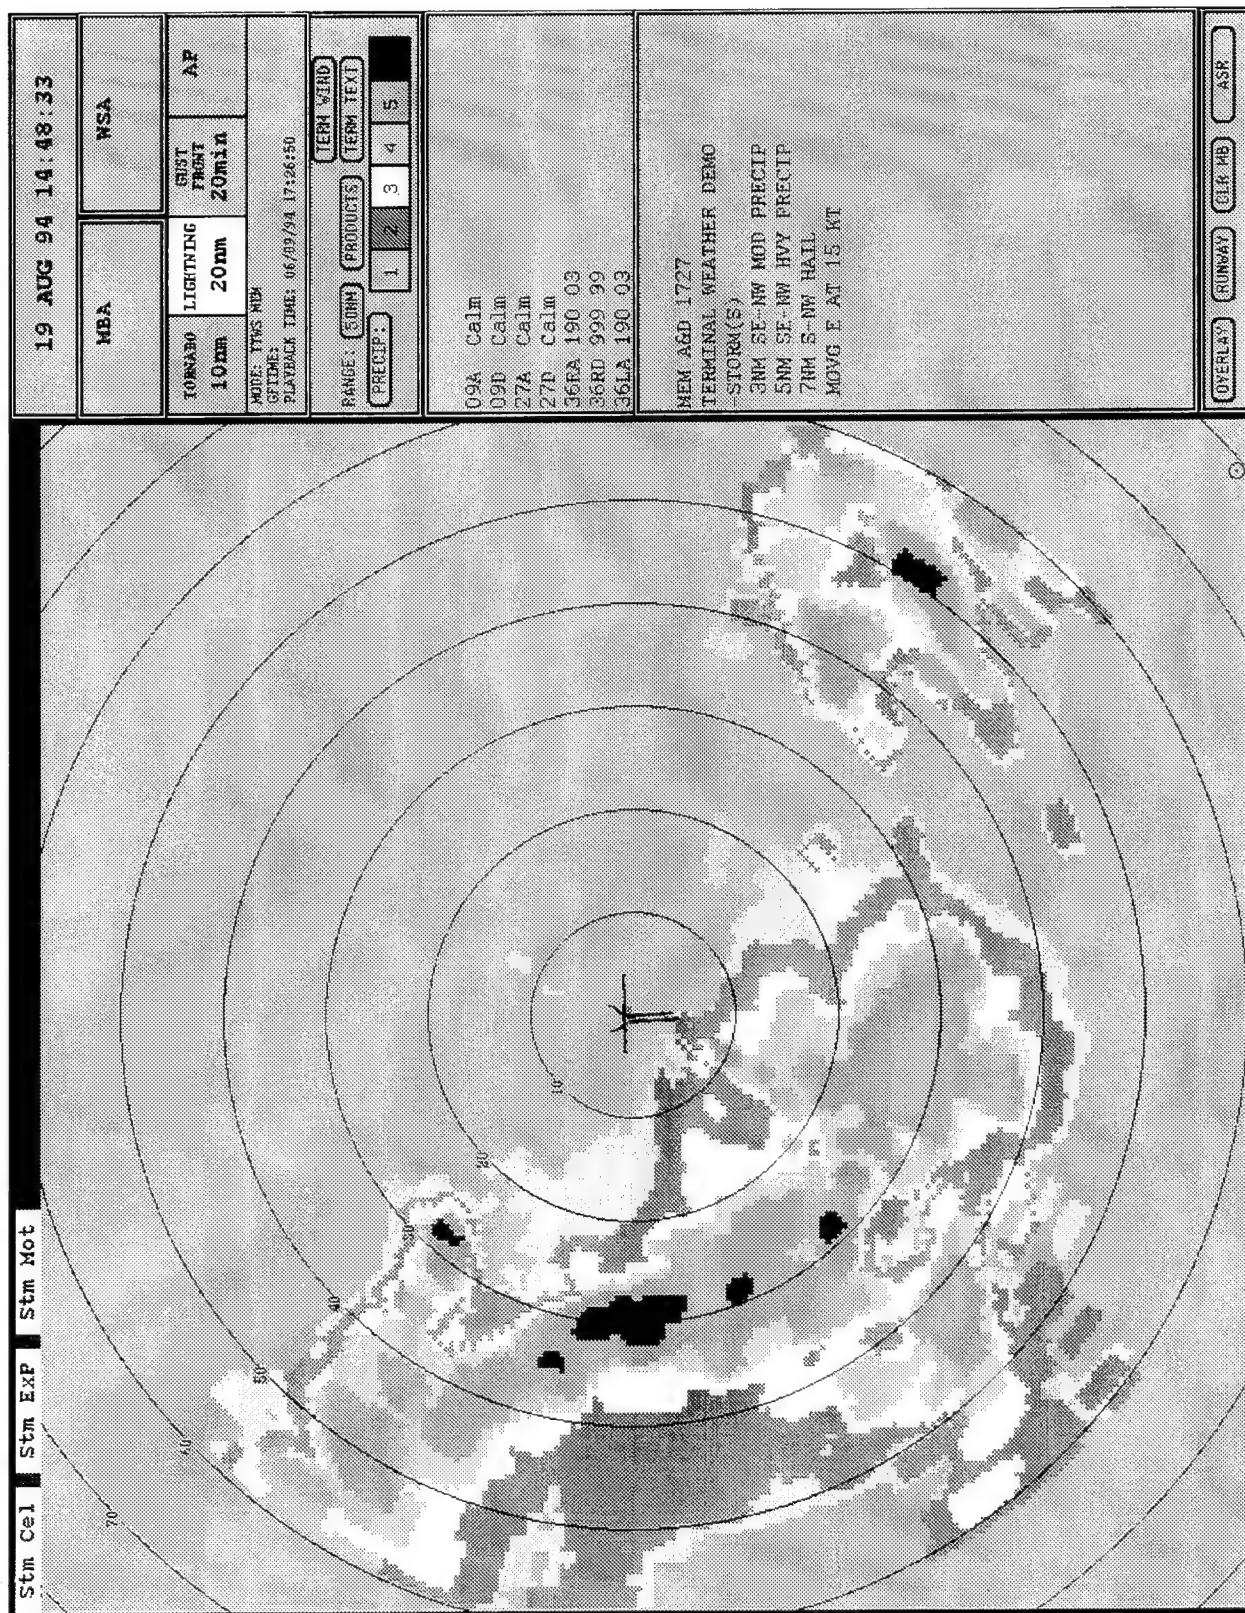 Stm Cel Stm ExP Stm Mot
19 AUG 94 14:48:33
MBA WSA
TORNADO 10nm LIGHTNING 20nm GUST FRONT 20min AP
MODE: TTWS MEM
GFTIME:
PLAYBACK TIME: 06/09/94 17:26:50
RANGE: 50NM PRODUCTS TERM WIND
TERM TEXT
PRECIP: 1 2 3 4 5
09A Calm
09D Calm
27A Calm
27D Calm
36RA 190 03
36RD 999 99
36LA 190 03
MEM A&D 1727
TERMINAL WEATHER DEMO
-STORM(S)
3NM SE-NW MOD PRECIP
5NM SE-NW HVY PRECIP
7NM S-NW HAIL
MOVG E AT 15 KT
OVERLAY RUNWAY CLR MB ASR
10
20
30
40
50
60
70